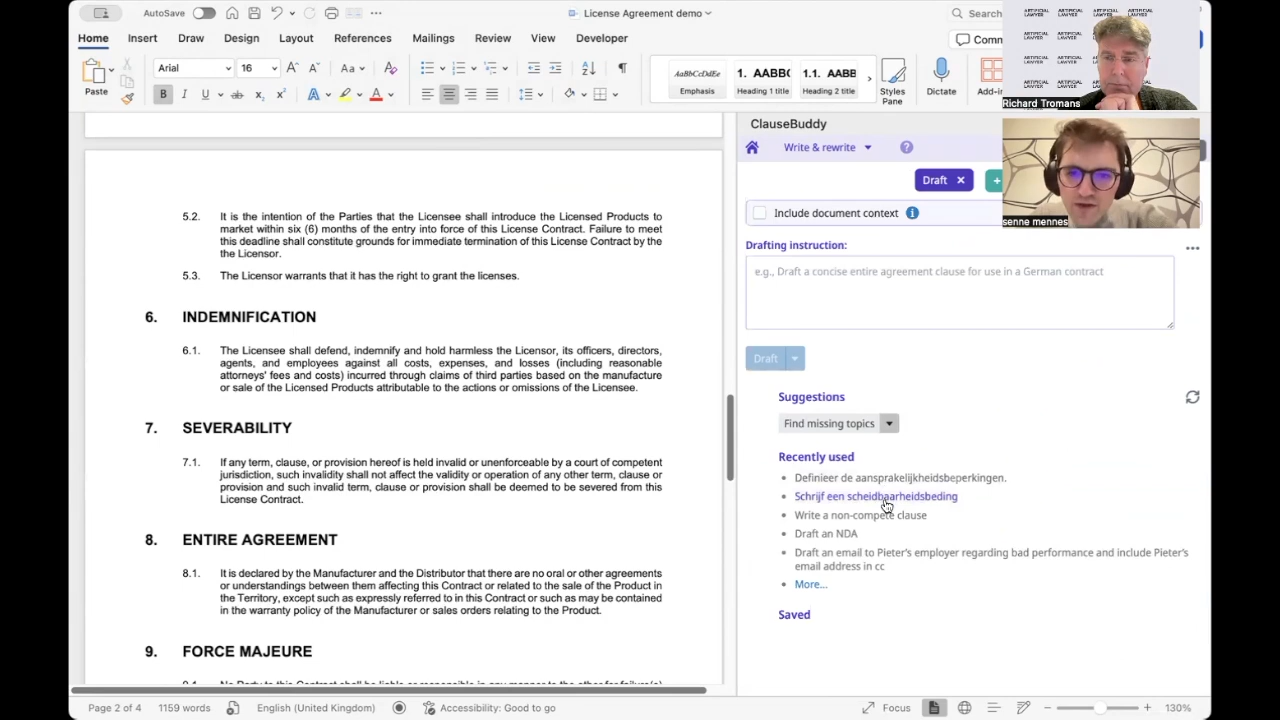 AutoSave
License Agreement demo
Search
Home
Insert
Draw
Design
Layout
References
Mailings
Review
View
Developer
Comm
Paste
Arial
16
Aa
B
I
U
ab
AaBbCcDdEe
Emphasis
1. AABBC
Heading 1 title
1.1. AABB
Heading 2 title
Styles
Pane
Dictate
Add-in
ARTIFICIAL LAWYER
Richard Tromans
senne mennes
5.2. It is the intention of the Parties that the Licensee shall introduce the Licensed Products to
market within six (6) months of the entry into force of this License Contract. Failure to meet
this deadline shall constitute grounds for immediate termination of this License Contract by the
the Licensor.
5.3. The Licensor warrants that it has the right to grant the licenses.
6. INDEMNIFICATION
6.1. The Licensee shall defend, indemnify and hold harmless the Licensor, its officers, directors,
agents, and employees against all costs, expenses, and losses (including reasonable
attorneys' fees and costs) incurred through claims of third parties based on the manufacture
or sale of the Licensed Products attributable to the actions or omissions of the Licensee.
7. SEVERABILITY
7.1. If any term, clause, or provision hereof is held invalid or unenforceable by a court of competent
jurisdiction, such invalidity shall not affect the validity or operation of any other term, clause or
provision and such invalid term, clause or provision shall be deemed to be severed from this
License Contract.
8. ENTIRE AGREEMENT
8.1. It is declared by the Manufacturer and the Distributor that there are no oral or other agreements
or understandings between them affecting this Contract or related to the sale of the Product in
the Territory, except such as expressly referred to in this Contract or such as may be contained
in the warranty policy of the Manufacturer or sales orders relating to the Product.
9. FORCE MAJEURE
ClauseBuddy
Write & rewrite
Draft
Include document context
Drafting instruction:
e.g., Draft a concise entire agreement clause for use in a German contract
Draft
Suggestions
Find missing topics
Recently used
Definieer de aansprakelijkheidsbeperkingen.
Schrijf een scheidbaarheidsbeding
Write a non-compete clause
Draft an NDA
Draft an email to Pieter's employer regarding bad performance and include Pieter's
email address in cc
More...
Saved
Page 2 of 4
1159 words
English (United Kingdom)
Accessibility: Good to go
Focus
130%